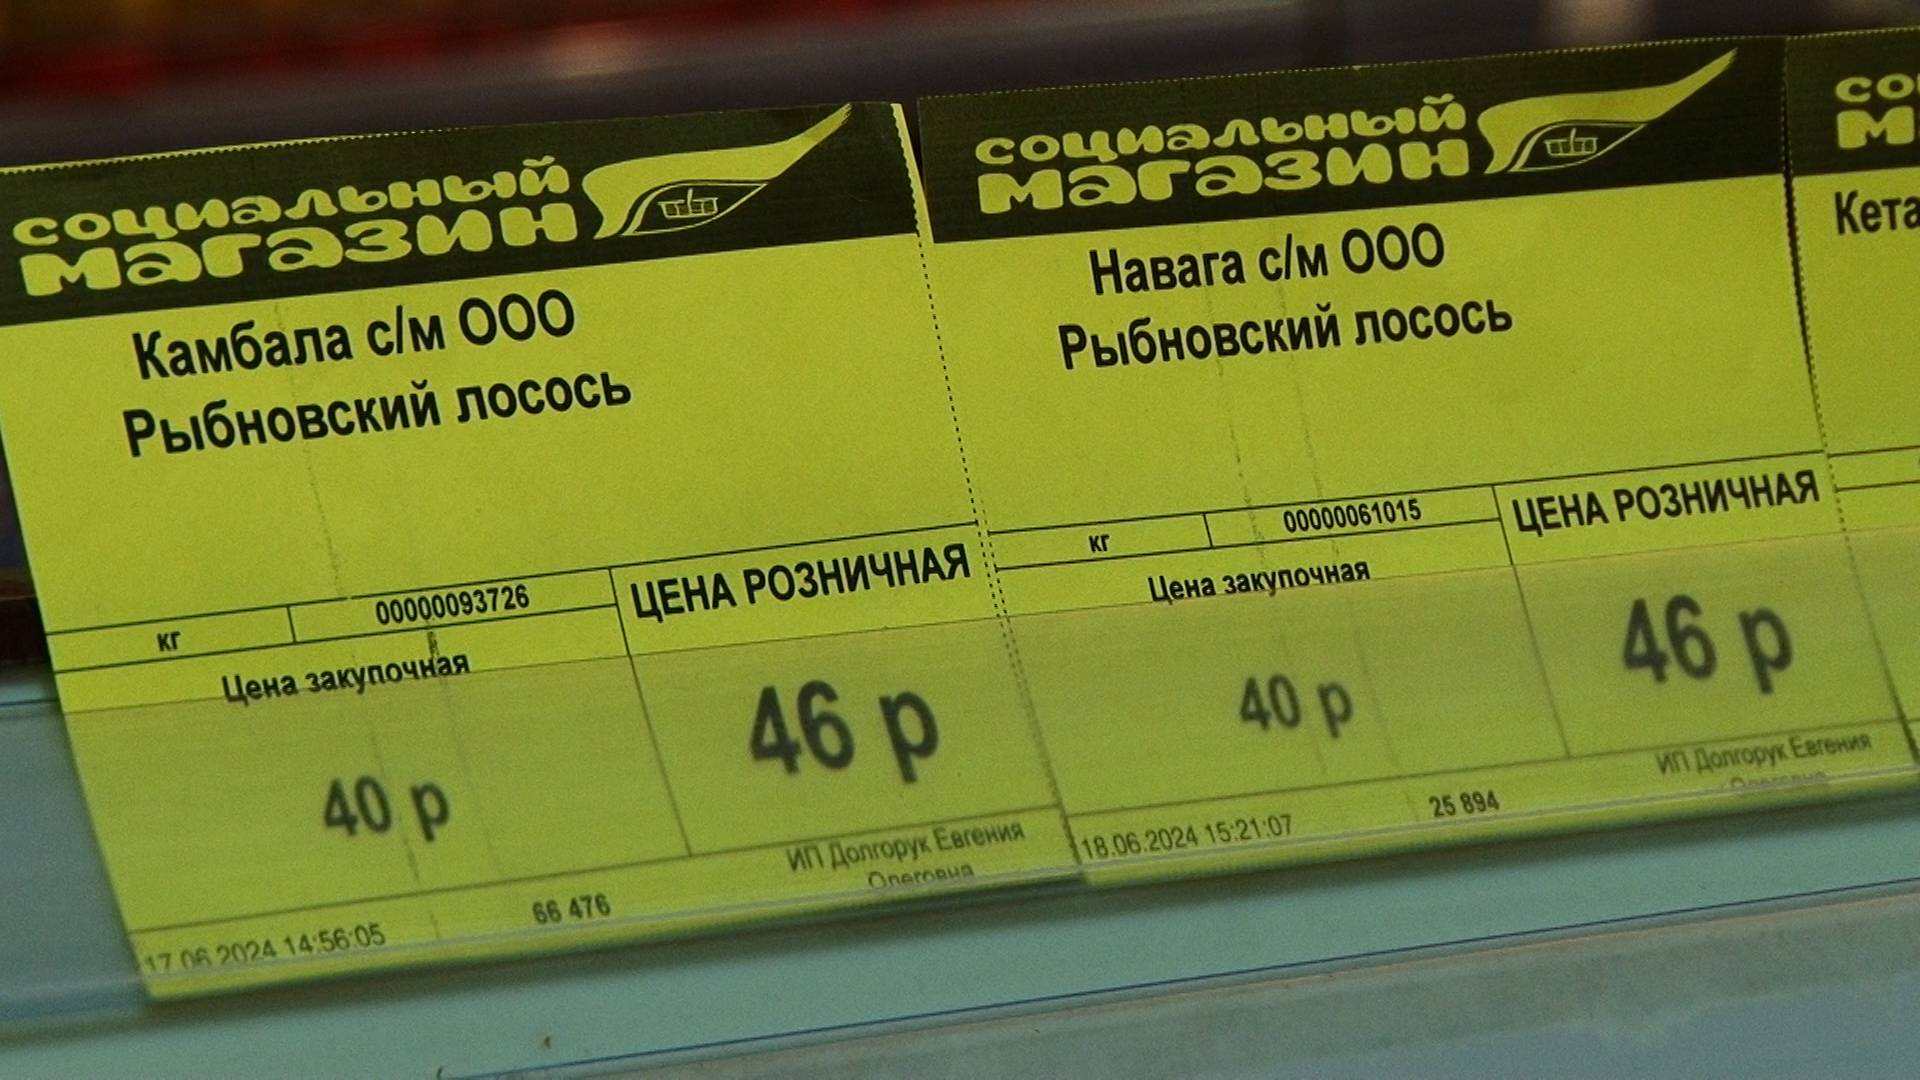 социальный
магазин
Камбала с/м ООО
Рыбновский лосось
кг
00000093726
ЦЕНА РОЗНИЧНАЯ
Цена закупочная
40 р
46 р
ИП Долгорук Евгения
Олеговна
17.06.2024 14:56:05
66 476
социальный
магазин
Навага с/м ООО
Рыбновский лосось
кг
00000061015
ЦЕНА РОЗНИЧНАЯ
Цена закупочная
40 р
46 р
ИП Долгорук Евгения
Олеговна
18.06.2024 15:21:07
25 894
со
м
Кета